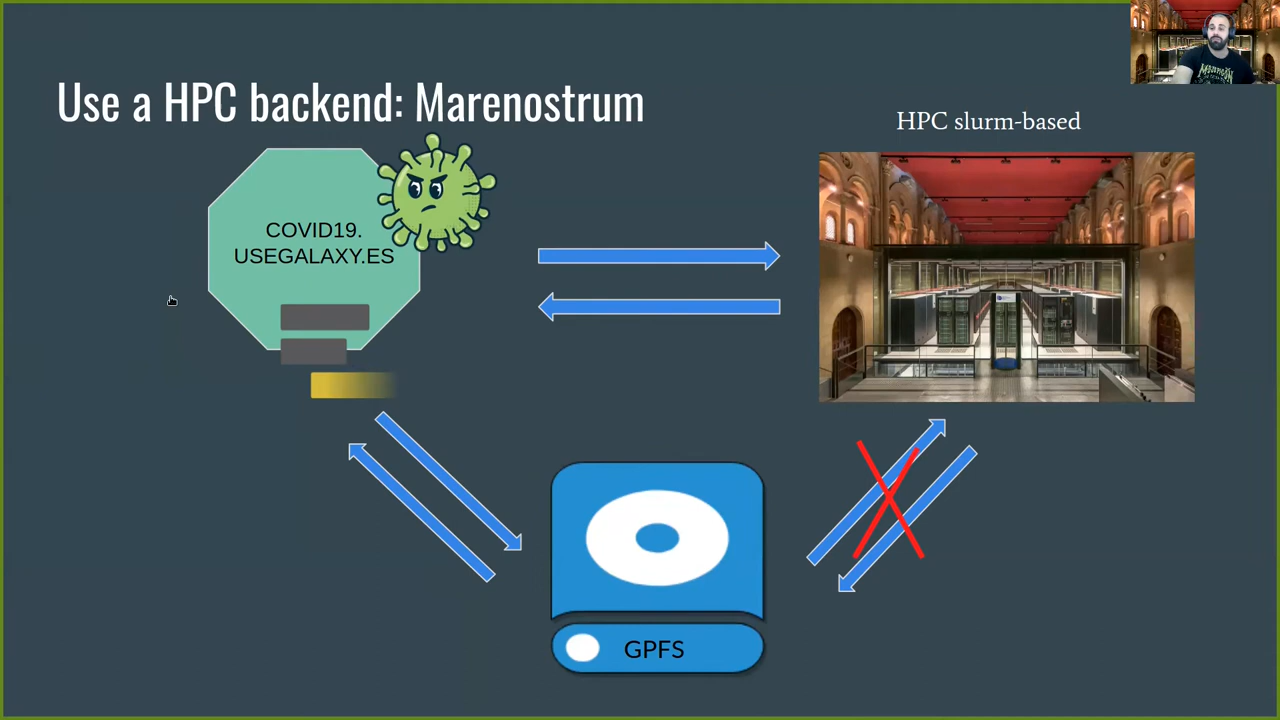 Use a HPC backend: Marenostrum
HPC slurm-based
COVID19.
USEGALAXY.ES
GPFS